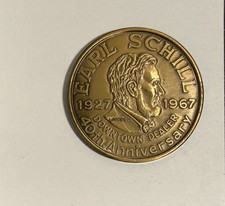 EARL SCHILL
1927 1967
DOWNTOWN DEALER
40th Anniversary